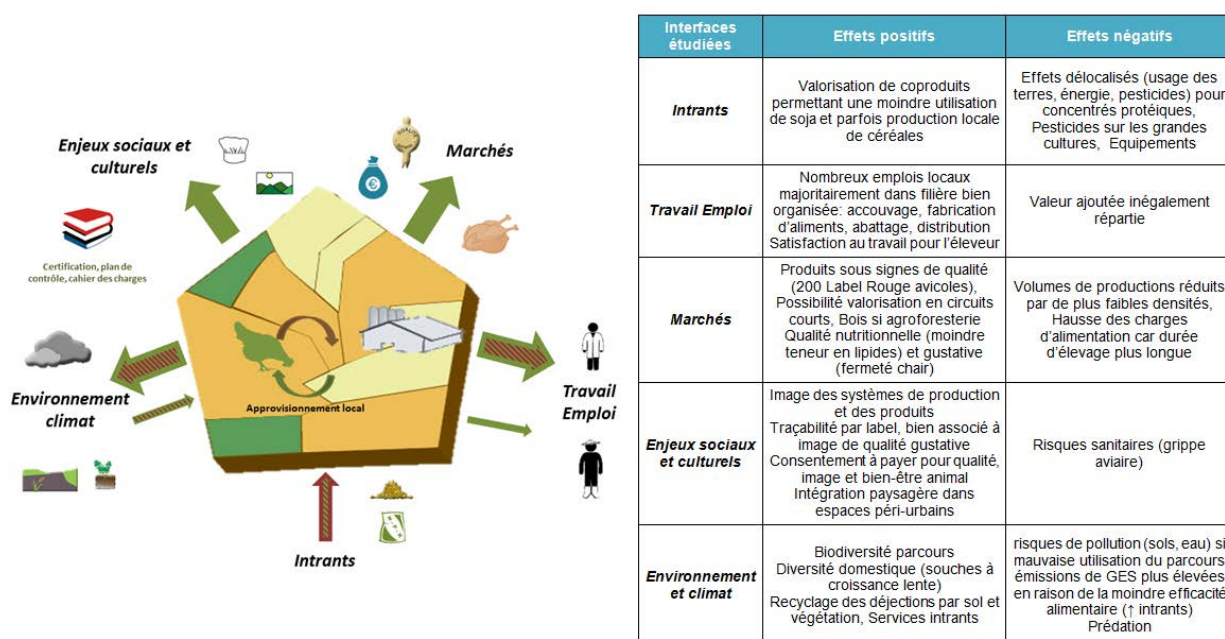 Enjeux sociaux et
culturels
QUALITÉ
Marchés
€
Certification, plan de
contrôle, cahier des charges
Environnement
climat
Approvisionnement local
Travail
Emploi
Intrants
Interfaces
étudiées
Effets positifs
Effets négatifs
Intrants
Valorisation de coproduits
permettant une moindre utilisation
de soja et parfois production locale
de céréales
Effets délocalisés (usage des
terres, énergie, pesticides) pour
concentrés protéiques,
Pesticides sur les grandes
cultures, Equipements
Travail Emploi
Nombreux emplois locaux
majoritairement dans filière bien
organisée: accouvage, fabrication
d'aliments, abattage, distribution
Satisfaction au travail pour l'éleveur
Valeur ajoutée inégalement
répartie
Marchés
Produits sous signes de qualité
(200 Label Rouge avicoles),
Possibilité valorisation en circuits
courts, Bois si agroforesterie
Qualité nutritionnelle (moindre
teneur en lipides) et gustative
(fermeté chair)
Volumes de productions réduits
par de plus faibles densités,
Hausse des charges
d'alimentation car durée
d'élevage plus longue
Enjeux sociaux
et culturels
Image des systèmes de production
et des produits
Traçabilité par label, bien associé à
image de qualité gustative
Consentement à payer pour qualité,
image et bien-être animal
Intégration paysagère dans
espaces péri-urbains
Risques sanitaires (grippe
aviaire)
Environnement
et climat
Biodiversité parcours
Diversité domestique (souches à
croissance lente)
Recyclage des déjections par sol et
végétation, Services intrants
risques de pollution (sols, eau) si
mauvaise utilisation du parcours
émissions de GES plus élevées
en raison de la moindre efficacité
alimentaire (↑ intrants)
Prédation